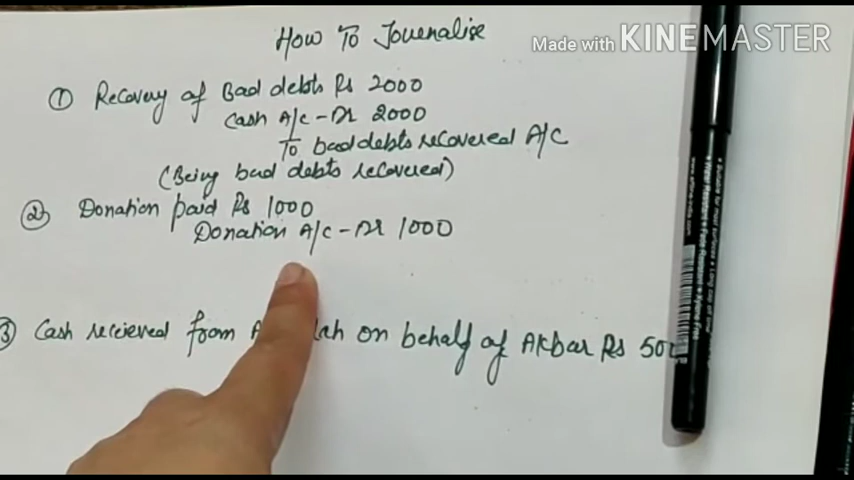 Made with KINEMASTER
How To Journalise
① Recovery of Bad debts Rs 2000
Cash A/c - Dr 2000
To bad debts recovered A/C
(Being bad debts recovered)
② Donation paid Rs 1000
Donation A/c - Dr 1000
③ Cash recieved from on behalf of Akbar Rs